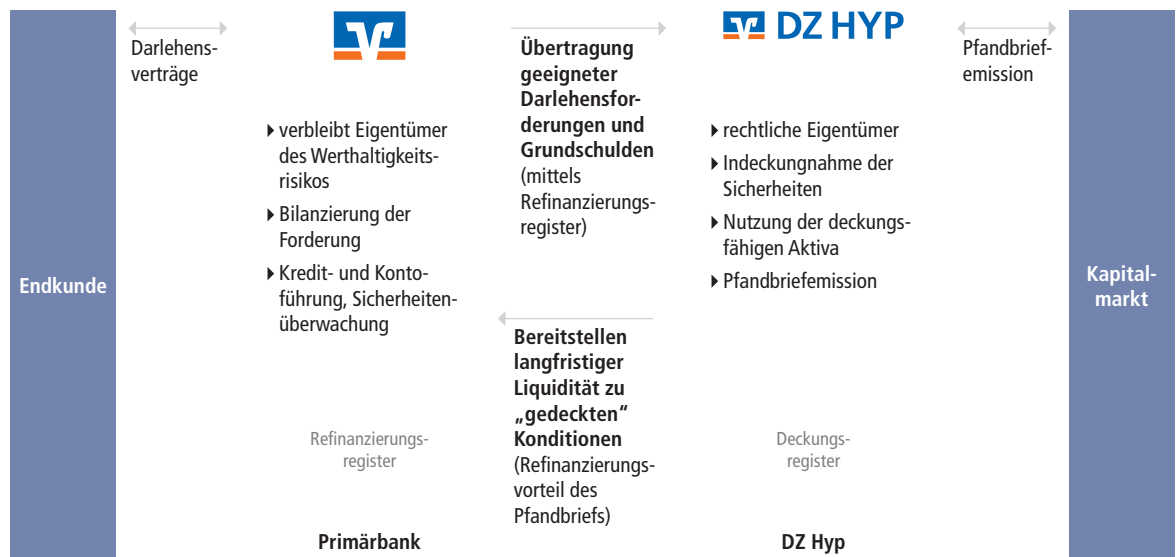 Endkunde
Darlehens-
verträge
verbleibt Eigentümer
des Werthaltigkeits-
risikos
Bilanzierung der
Forderung
Kredit- und Konto-
führung, Sicherheiten-
überwachung
Refinanzierungs-
register
Primärbank
Übertragung
geeigneter
Darlehensfor-
derungen und
Grundschulden
(mittels
Refinanzierungs-
register)
Bereitstellen
langfristiger
Liquidität zu
„gedeckten“
Konditionen
(Refinanzierungs-
vorteil des
Pfandbriefs)
DZ HYP
rechtliche Eigentümer
Indeckungnahme der
Sicherheiten
Nutzung der deckungs-
fähigen Aktiva
Pfandbriefemission
Deckungs-
register
DZ Hyp
Pfandbrief-
emission
Kapital-
markt